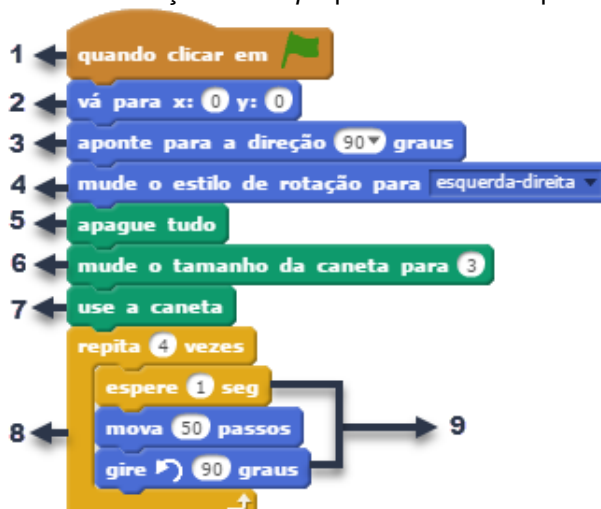 1 quando clicar em
2 vá para x: 0 y: 0
3 aponte para a direção 90 graus
4 mude o estilo de rotação para esquerda-direita
5 apague tudo
6 mude o tamanho da caneta para 3
7 use a caneta
repita 4 vezes
espere 1 seg
8 mova 50 passos 9
gire 90 graus